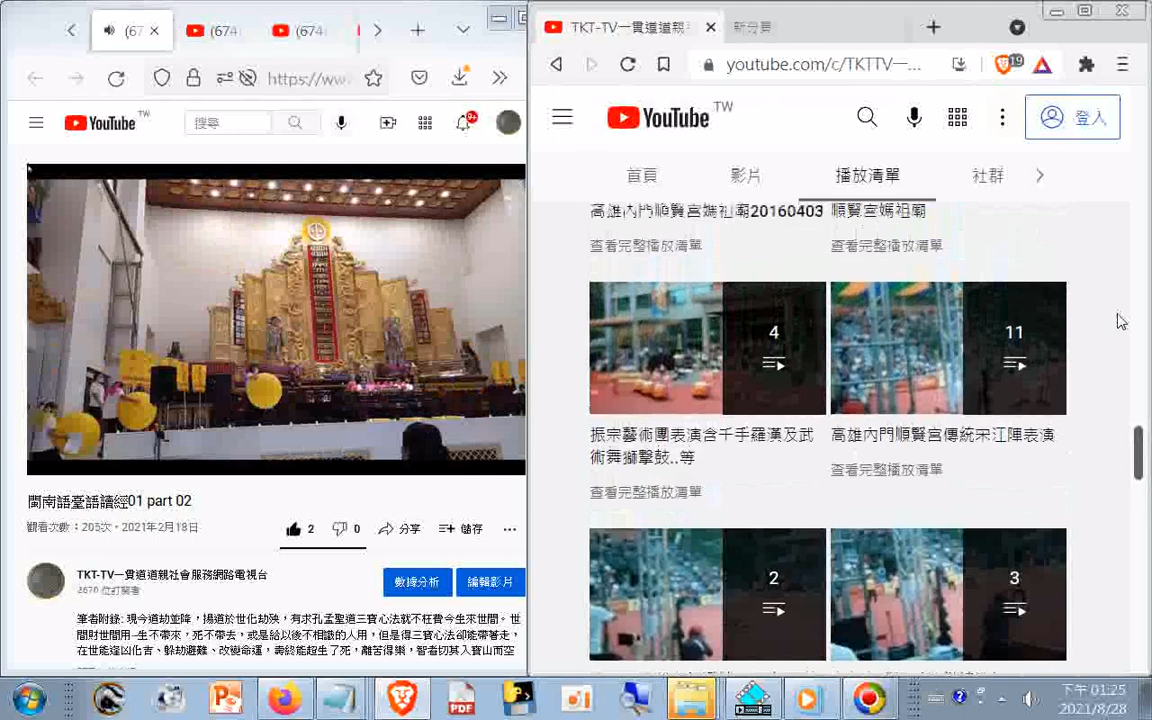 (67
(674
(674
https://ww
YouTube TW
搜尋
9+
閩南語臺語讀經01 part 02
觀看次數：205次・2021年2月18日
2
0
分享
儲存
TKT-TV一貫道道親社會服務網路電視台
2670 位訂閱者
數據分析
編輯影片
筆者附錄: 現今道劫並降，揚道於世化劫殃，有求孔孟聖道三寶心法就不枉費今生來世間。世
間財世間用一生不帶來，死不帶去，或是給以後不相識的人用，但是得三寶心法卻能帶著走，
在世能逢凶化吉、躲劫避難、改變命運，壽終能超生了死，離苦得樂，智者切莫入寶山而空
TKT-TV一貫道道親
新分頁
youtube.com/c/TKTTV一...
19
YouTube TW
登入
首頁
影片
播放清單
社群
高雄內門順賢宮媽祖廟20160403
順賢宮媽祖廟
查看完整播放清單
查看完整播放清單
4
11
振宗藝術團表演含千手羅漢及武
術舞獅擊鼓..等
查看完整播放清單
高雄內門順賢宮傳統宋江陣表演
查看完整播放清單
2
3
PDF
下午 01:25
2021/8/28